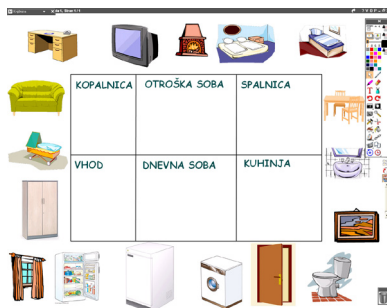 KOPALNICA
OTROŠKA SOBA
SPALNICA
VHOD
DNEVNA SOBA
KUHINJA